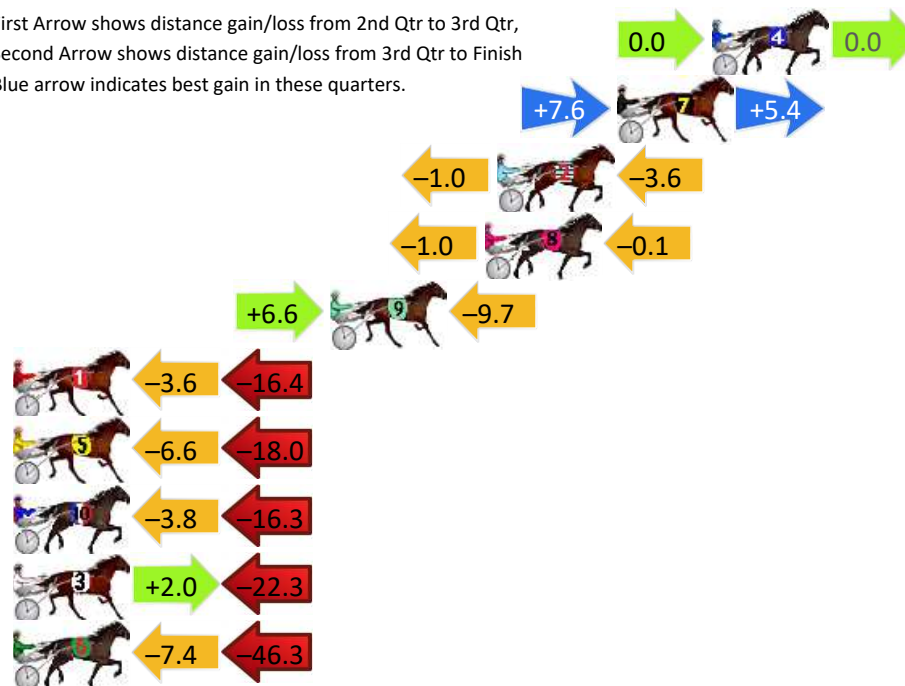 irst Arrow shows distance gain/loss from 2nd Qtr to 3rd Qtr,
econd Arrow shows distance gain/loss from 3rd Qtr to Finish
Blue arrow indicates best gain in these quarters.
0.0 4 0.0
+7.6 7 +5.4
–1.0 2 –3.6
–1.0 8 –0.1
+6.6 9 –9.7
1 –3.6 –16.4
5 –6.6 –18.0
10 –3.8 –16.3
3 +2.0 –22.3
6 –7.4 –46.3